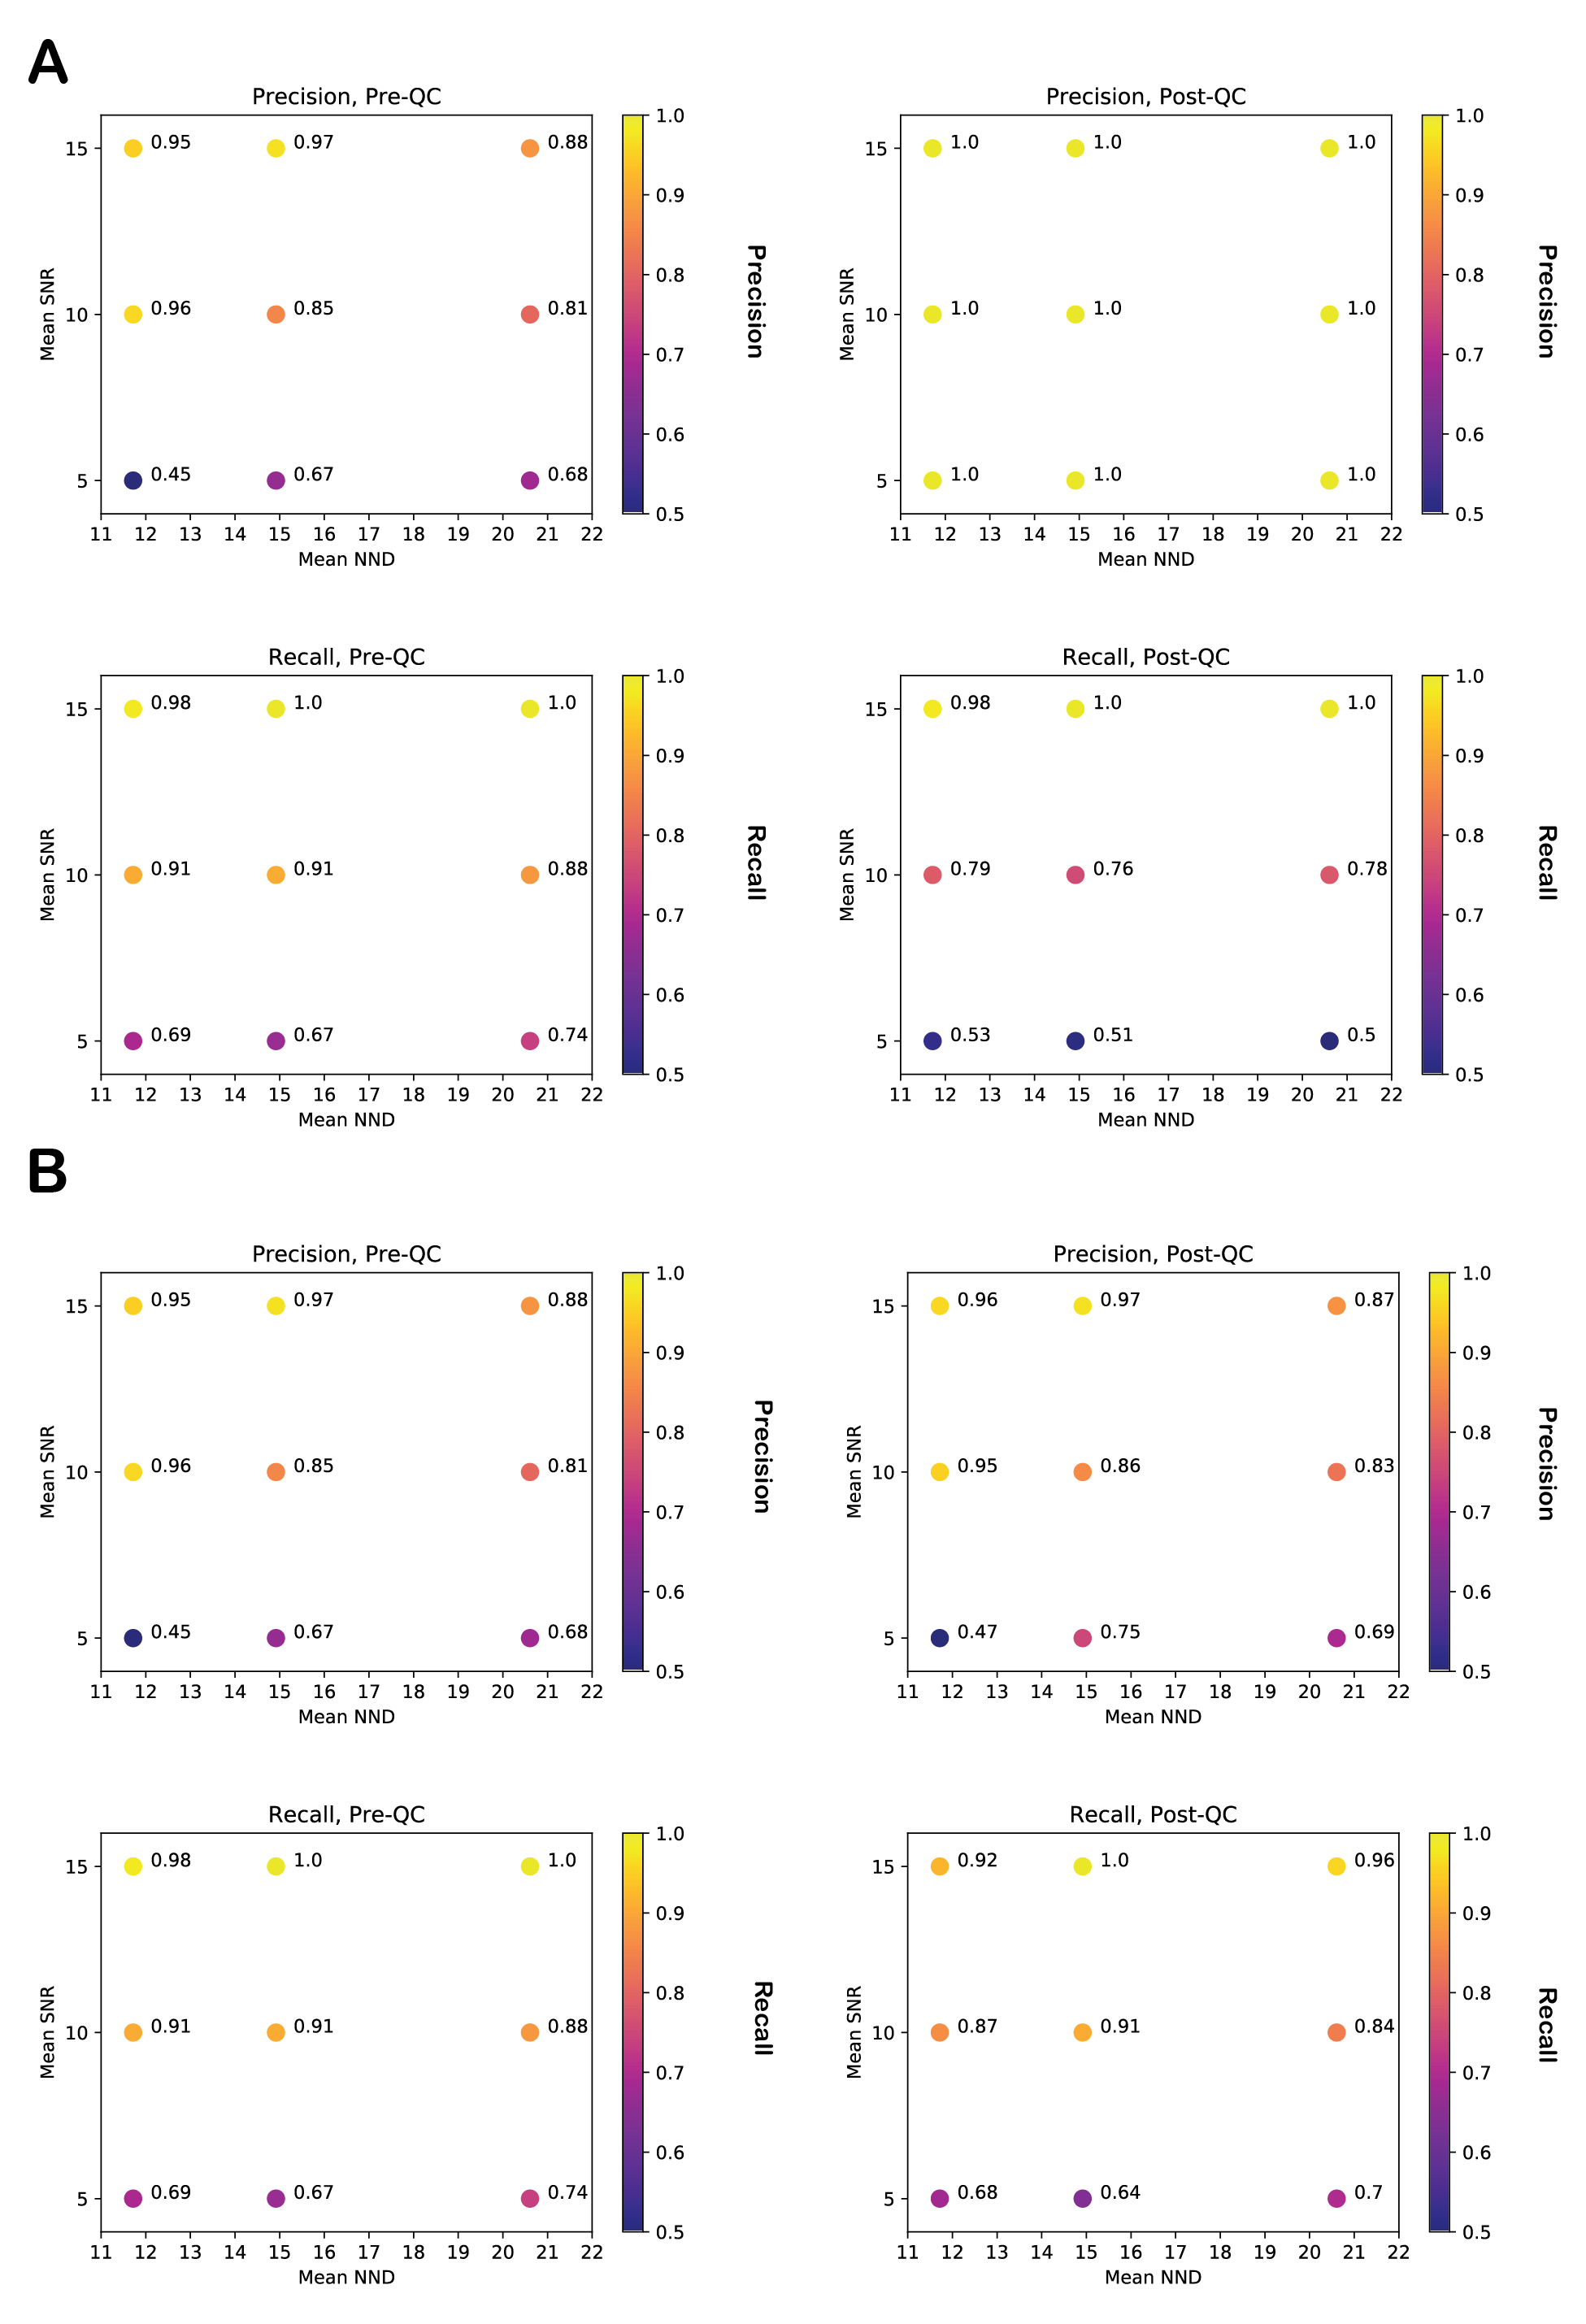 A
Precision, Pre-QC
15
10
5
Mean SNR
0.95 0.97 0.88
0.96 0.85 0.81
0.45 0.67 0.68
11 12 13 14 15 16 17 18 19 20 21 22
Mean NND
1.0
0.9
0.8
0.7
0.6
0.5
Precision
Precision, Post-QC
15
10
5
Mean SNR
1.0 1.0 1.0
1.0 1.0 1.0
1.0 1.0 1.0
11 12 13 14 15 16 17 18 19 20 21 22
Mean NND
1.0
0.9
0.8
0.7
0.6
0.5
Precision
Recall, Pre-QC
15
10
5
Mean SNR
0.98 1.0 1.0
0.91 0.91 0.88
0.69 0.67 0.74
11 12 13 14 15 16 17 18 19 20 21 22
Mean NND
1.0
0.9
0.8
0.7
0.6
0.5
Recall
Recall, Post-QC
15
10
5
Mean SNR
0.98 1.0 1.0
0.79 0.76 0.78
0.53 0.51 0.5
11 12 13 14 15 16 17 18 19 20 21 22
Mean NND
1.0
0.9
0.8
0.7
0.6
0.5
Recall
B
Precision, Pre-QC
15
10
5
Mean SNR
0.95 0.97 0.88
0.96 0.85 0.81
0.45 0.67 0.68
11 12 13 14 15 16 17 18 19 20 21 22
Mean NND
1.0
0.9
0.8
0.7
0.6
0.5
Precision
Precision, Post-QC
15
10
5
Mean SNR
0.96 0.97 0.87
0.95 0.86 0.83
0.47 0.75 0.69
11 12 13 14 15 16 17 18 19 20 21 22
Mean NND
1.0
0.9
0.8
0.7
0.6
0.5
Precision
Recall, Pre-QC
15
10
5
Mean SNR
0.98 1.0 1.0
0.91 0.91 0.88
0.69 0.67 0.74
11 12 13 14 15 16 17 18 19 20 21 22
Mean NND
1.0
0.9
0.8
0.7
0.6
0.5
Recall
Recall, Post-QC
15
10
5
Mean SNR
0.92 1.0 0.96
0.87 0.91 0.84
0.68 0.64 0.7
11 12 13 14 15 16 17 18 19 20 21 22
Mean NND
1.0
0.9
0.8
0.7
0.6
0.5
Recall